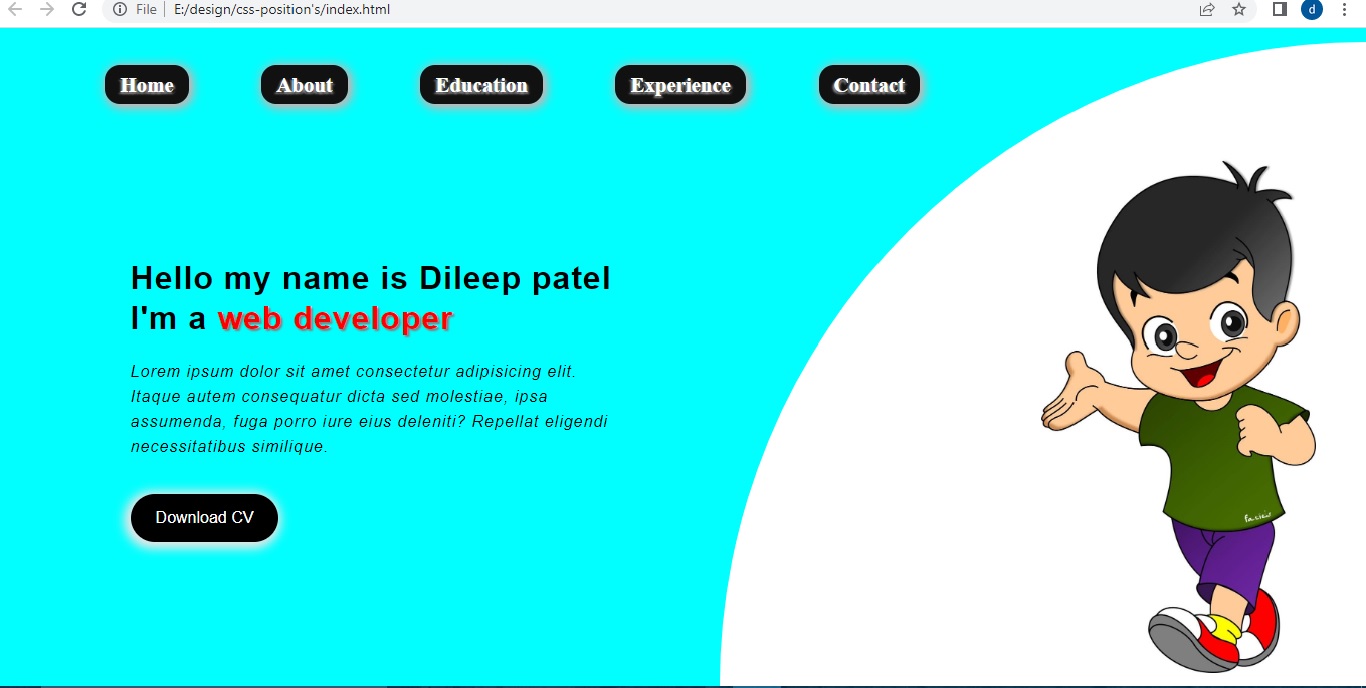 File E:/design/css-position's/index.html
d
Home About Education Experience Contact
Hello my name is Dileep patel
I'm a web developer
Lorem ipsum dolor sit amet consectetur adipisicing elit.
Itaque autem consequatur dicta sed molestiae, ipsa
assumenda, fuga porro iure eius deleniti? Repellat eligendi
necessitatibus similique.
Download CV